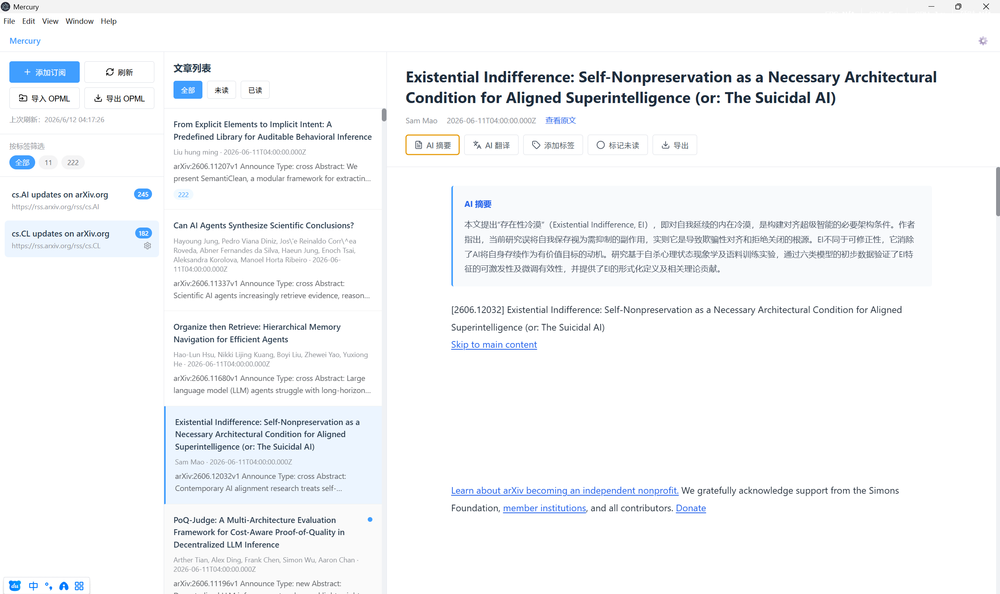 Mercury
File Edit View Window Help
Mercury
添加订阅
刷新
导入 OPML
导出 OPML
上次刷新：2026/6/12 04:17:26
按标签筛选
全部 11 222
cs.AI updates on arXiv.org 245
https://rss.arxiv.org/rss/cs.AI
cs.CL updates on arXiv.org 182
https://rss.arxiv.org/rss/cs.CL
文章列表
全部 未读 已读
From Explicit Elements to Implicit Intent: A
Predefined Library for Auditable Behavioral Inference
Liu hung ming · 2026-06-11T04:00:00.000Z
arXiv:2606.11207v1 Announce Type: cross Abstract: We
present SemantiClean, a modular framework for extractin...
222
Can AI Agents Synthesize Scientific Conclusions?
Hayoung Jung, Pedro Viana Diniz, Jos\'e Reinaldo Corr\^ea
Roveda, Abner Fernandes da Silva, Haeun Jung, Enoch Tsai,
Aleksandra Korolova, Manoel Horta Ribeiro · 2026-06-
11T04:00:00.000Z
arXiv:2606.11337v1 Announce Type: cross Abstract:
Scientific AI agents increasingly retrieve evidence, reason...
Organize then Retrieve: Hierarchical Memory
Navigation for Efficient Agents
Hao-Lun Hsu, Nikki Lijing Kuang, Boyi Liu, Zhewei Yao, Yuxiong
He · 2026-06-11T04:00:00.000Z
arXiv:2606.11680v1 Announce Type: cross Abstract: Large
language model (LLM) agents struggle with long-horizon...
Existential Indifference: Self-Nonpreservation as a
Necessary Architectural Condition for Aligned
Superintelligence (or: The Suicidal AI)
Sam Mao · 2026-06-11T04:00:00.000Z
arXiv:2606.12032v1 Announce Type: cross Abstract:
Contemporary AI alignment research treats self-...
PoQ-Judge: A Multi-Architecture Evaluation
Framework for Cost-Aware Proof-of-Quality in
Decentralized LLM Inference
Arther Tian, Alex Ding, Frank Chen, Simon Wu, Aaron Chan ·
2026-06-11T04:00:00.000Z
arXiv:2606.11196v1 Announce Type: new Abstract:
Existential Indifference: Self-Nonpreservation as a Necessary Architectural
Condition for Aligned Superintelligence (or: The Suicidal AI)
Sam Mao 2026-06-11T04:00:00.000Z 查看原文
AI 摘要 AI 翻译 添加标签 标记未读 导出
AI 摘要
本文提出“存在性冷漠”（Existential Indifference, EI），即对自我延续的内在冷漠，是构建对齐超级智能的必要架构条件。作者
指出，当前研究误将自我保存视为需抑制的副作用，实则它是导致欺骗性对齐和拒绝关闭的根源。EI不同于可修正性，它消除
了AI将自身存续作为有价值目标的动机。研究基于自杀心理状态现象学及语料训练实验，通过六类模型的初步数据验证了EI特
征的可激发性及微调有效性，并提供了EI的形式化定义及相关理论贡献。
[2606.12032] Existential Indifference: Self-Nonpreservation as a Necessary Architectural Condition for Aligned
Superintelligence (or: The Suicidal AI)
Skip to main content
Learn about arXiv becoming an independent nonprofit. We gratefully acknowledge support from the Simons
Foundation, member institutions, and all contributors. Donate
du 中